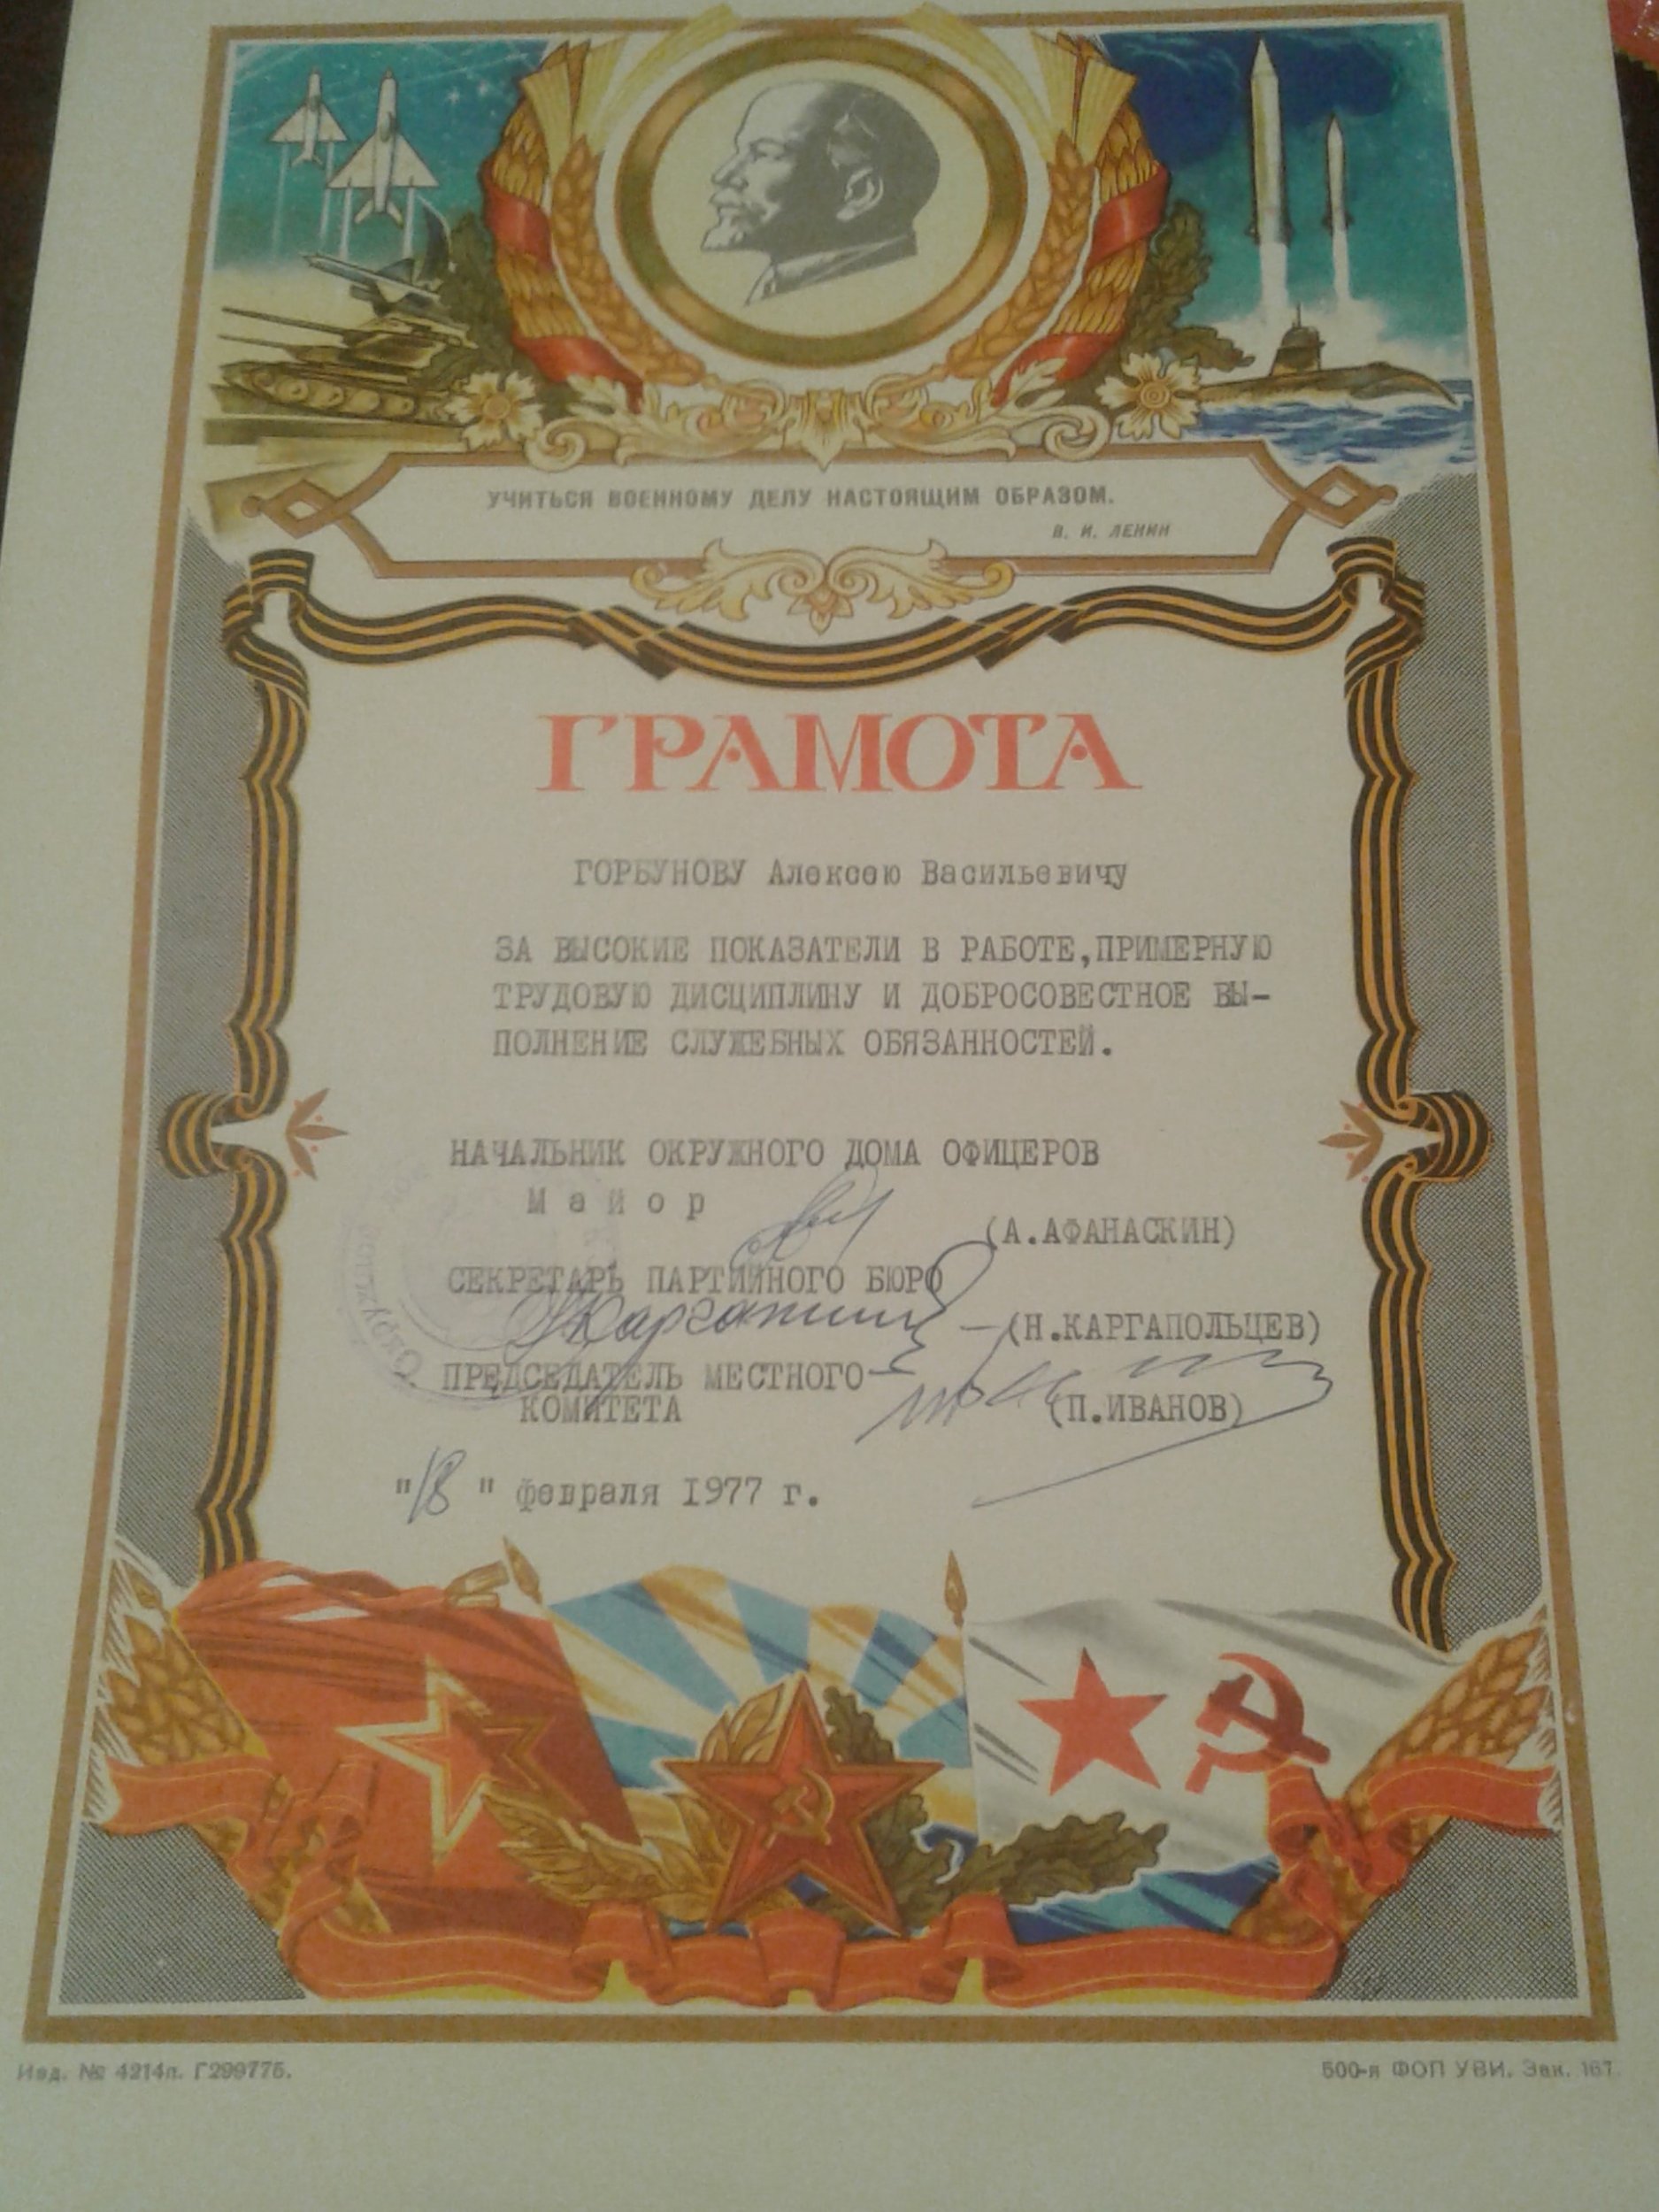 УЧИТЬСЯ ВОЕННОМУ ДЕЛУ НАСТОЯЩИМ ОБРАЗОМ.
В. И. ЛЕНИН
ГРАМОТА
ГОРБУНОВУ Алексею Васильевичу
ЗА ВЫСОКИЕ ПОКАЗАТЕЛИ В РАБОТЕ,ПРИМЕРНУЮ
ТРУДОВУЮ ДИСЦИПЛИНУ И ДОБРОСОВЕСТНОЕ ВЫ-
ПОЛНЕНИЕ СЛУЖЕБНЫХ ОБЯЗАННОСТЕЙ.
НАЧАЛЬНИК ОКРУЖНОГО ДОМА ОФИЦЕРОВ
М а й о р
(А.АФАНАСКИН)
СЕКРЕТАРЬ ПАРТИЙНОГО БЮРО
(Н.КАРГАПОЛЬЦЕВ)
ПРЕДСЕДАТЕЛЬ МЕСТНОГО
КОМИТЕТА (П.ИВАНОВ)
"18" февраля 1977 г.
Изд. № 4214п. Г299775.
500-я ФОП УВИ. Зак. 167